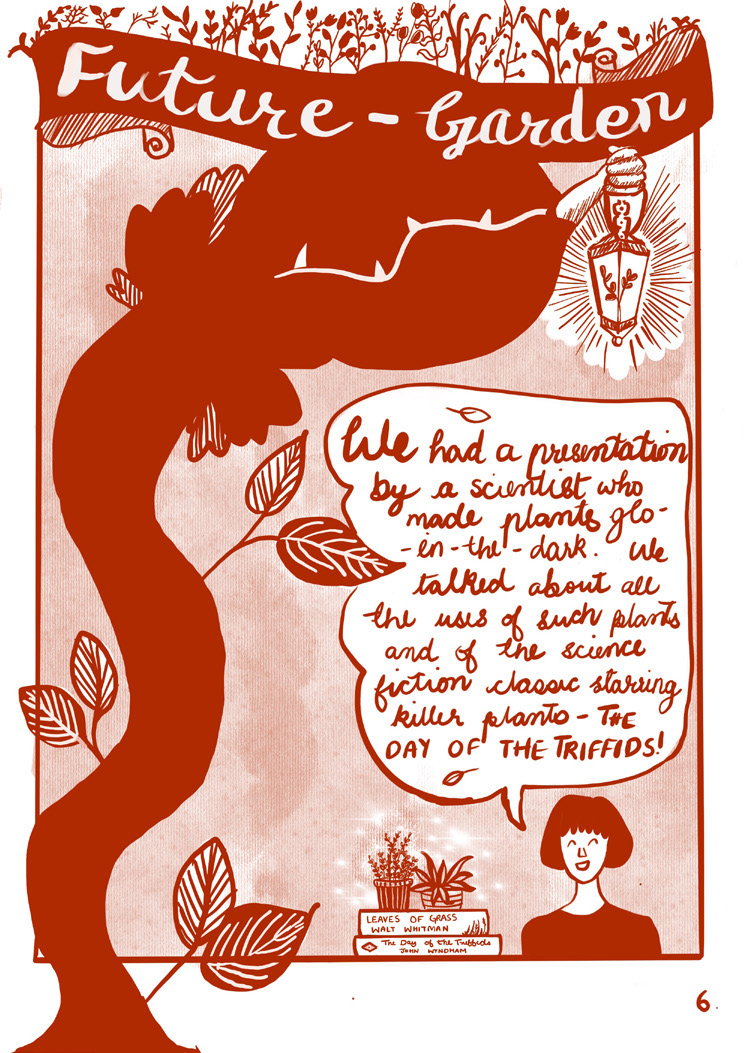 Future - Garden
We had a presentation
by a scientist who
made plants glo-
-in-the-dark. We
talked about all
the uses of such plants
and of the science
fiction classic starring
killer plants - THE
DAY OF THE TRIFFIDS!
LEAVES OF GRASS
WALT WHITMAN
The Day of the Triffids
JOHN WYNDHAM
6